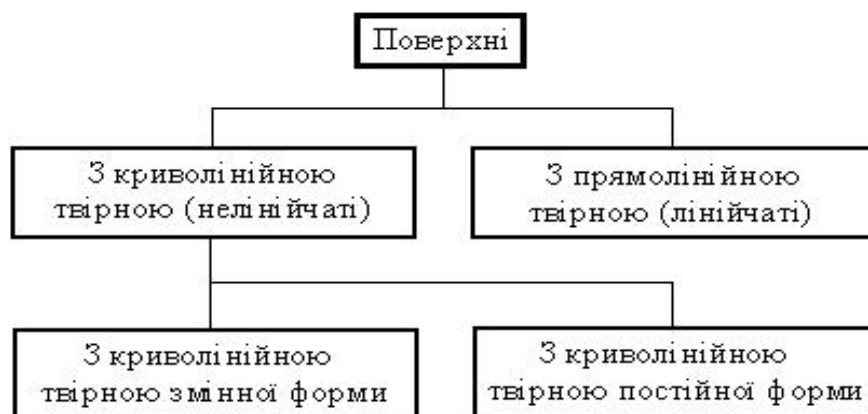 Поверхні
З криволінійною
твірною (нелінійчаті)
З прямолінійною
твірною (лінійчаті)
З криволінійною
твірною змінної форми
З криволінійною
твірною постійної форми